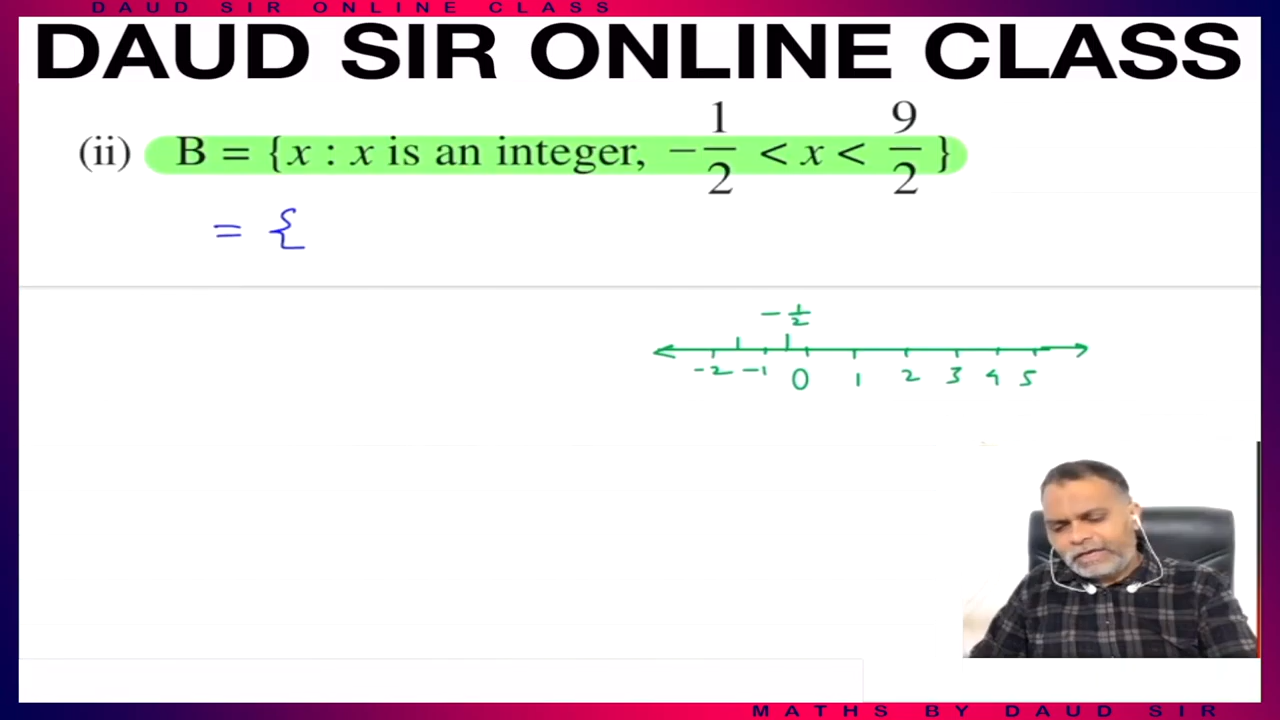 DAUD SIR ONLINE CLASS
DAUD SIR ONLINE CLASS
(ii) B = {x : x is an integer, −1/2 < x < 9/2}
= {
−1/2
-2 -1 0 1 2 3 4 5
MATHS BY DAUD SIR